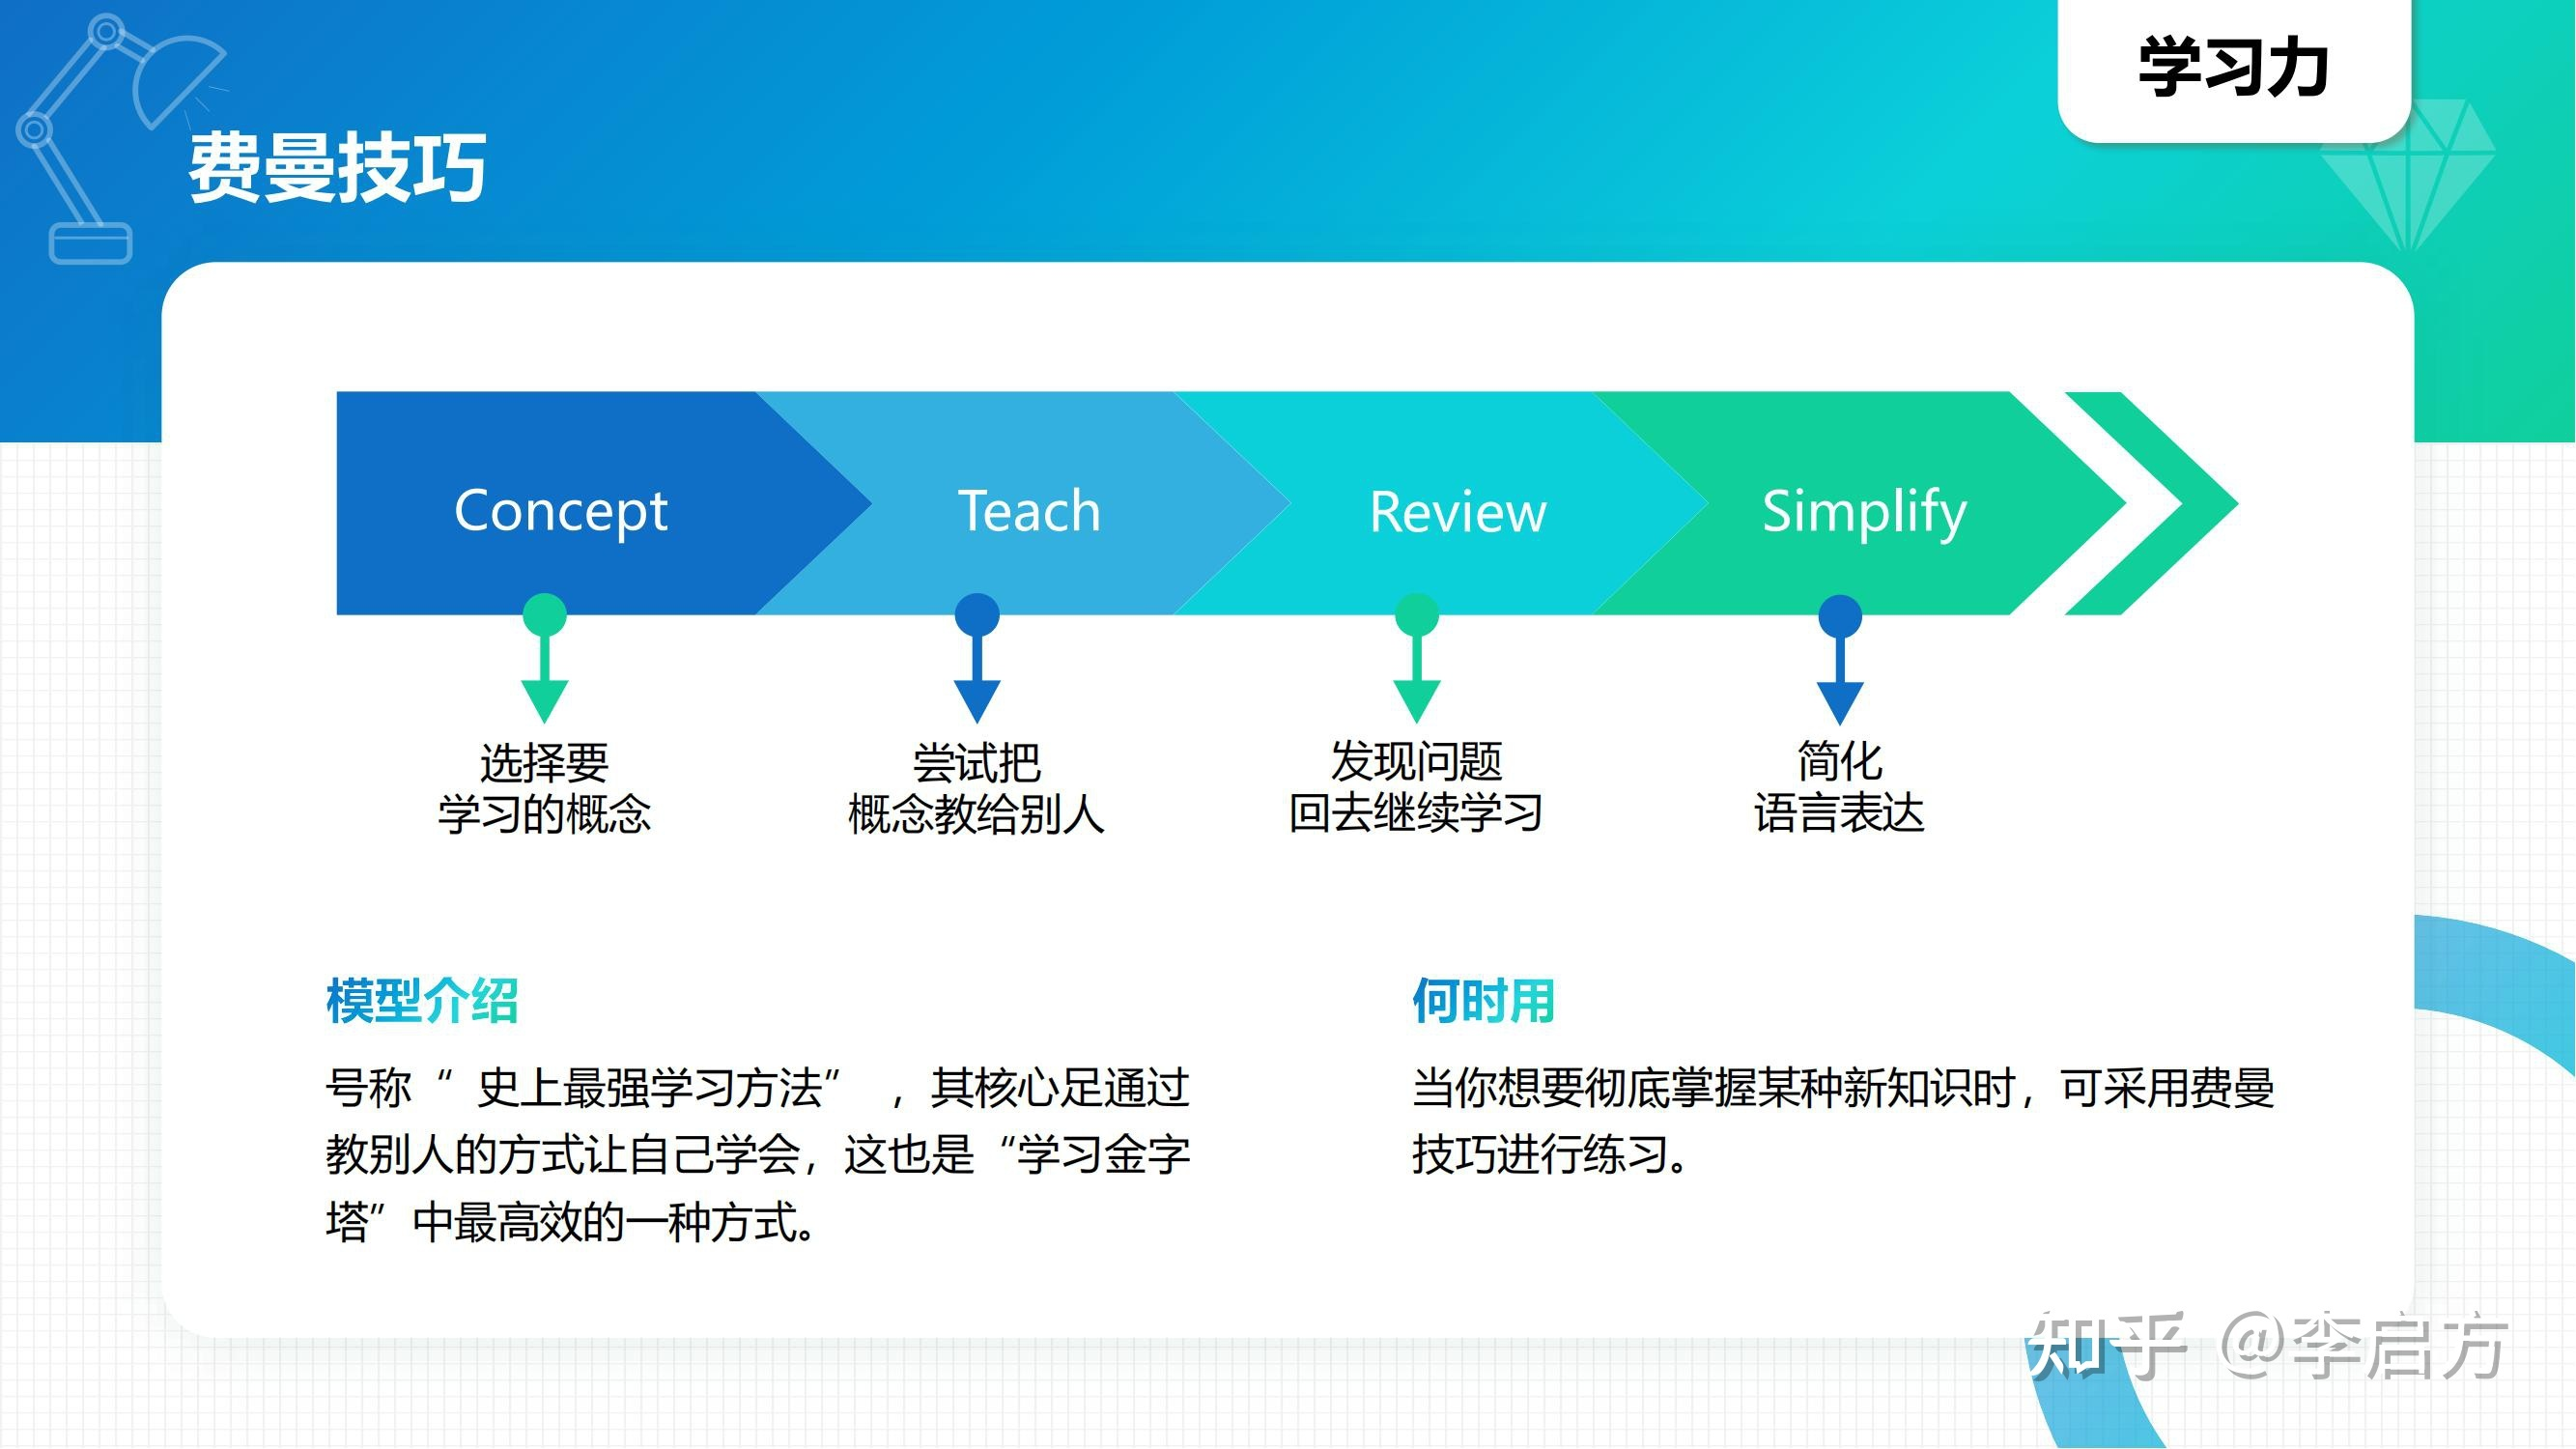 学习力
费曼技巧
Concept
Teach
Review
Simplify
选择要
学习的概念
尝试把
概念教给别人
发现问题
回去继续学习
简化
语言表达
模型介绍
号称“ 史上最强学习方法” ，其核心足通过
教别人的方式让自己学会，这也是“学习金字
塔”中最高效的一种方式。
何时用
当你想要彻底掌握某种新知识时，可采用费曼
技巧进行练习。
知乎 @李启方